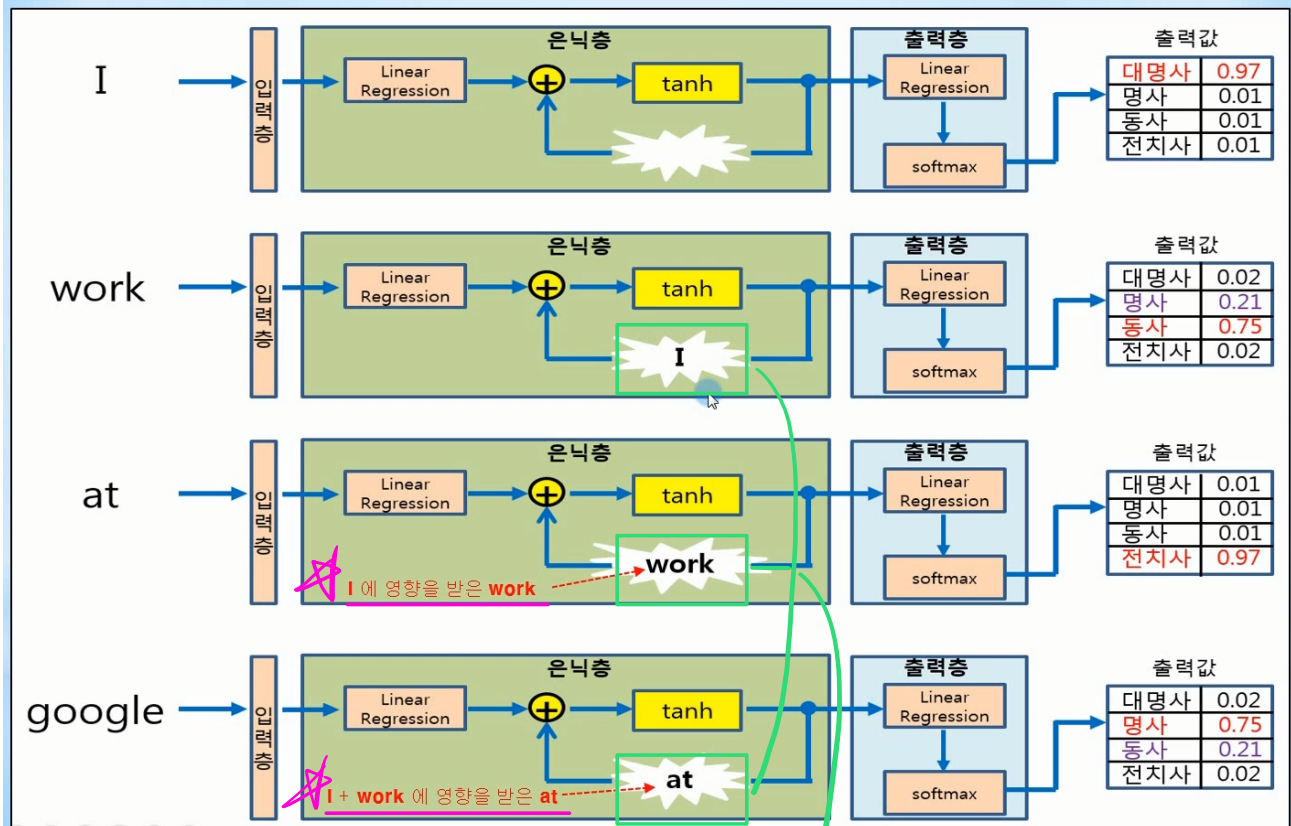 I
입력층
은닉층
Linear Regression
+
tanh
출력층
Linear Regression
softmax
출력값
대명사 0.97
명사 0.01
동사 0.01
전치사 0.01
work
입력층
은닉층
Linear Regression
+
tanh
I
출력층
Linear Regression
softmax
출력값
대명사 0.02
명사 0.21
동사 0.75
전치사 0.02
at
입력층
은닉층
Linear Regression
+
tanh
work
I 에 영향을 받은 work
출력층
Linear Regression
softmax
출력값
대명사 0.01
명사 0.01
동사 0.01
전치사 0.97
google
입력층
은닉층
Linear Regression
+
tanh
at
I + work 에 영향을 받은 at
출력층
Linear Regression
softmax
출력값
대명사 0.02
명사 0.75
동사 0.21
전치사 0.02